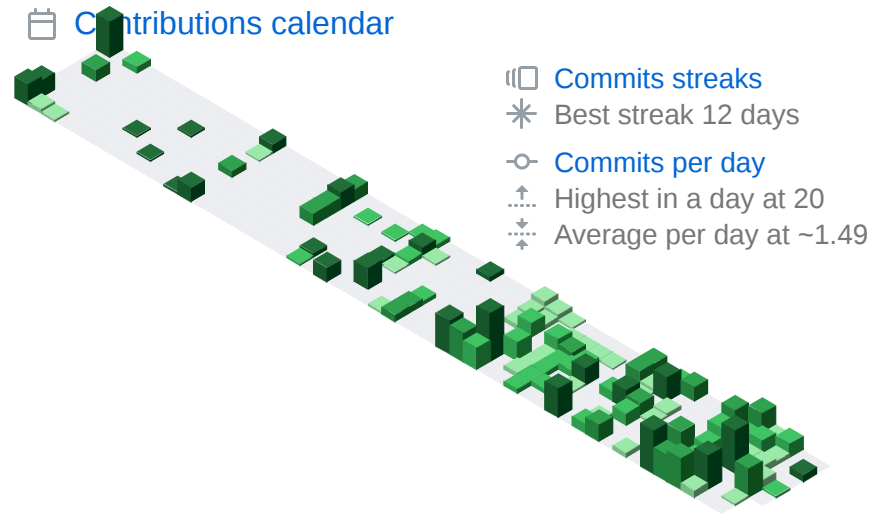 Contributions calendar
Commits streaks
Best streak 12 days
Commits per day
Highest in a day at 20
Average per day at ~1.49